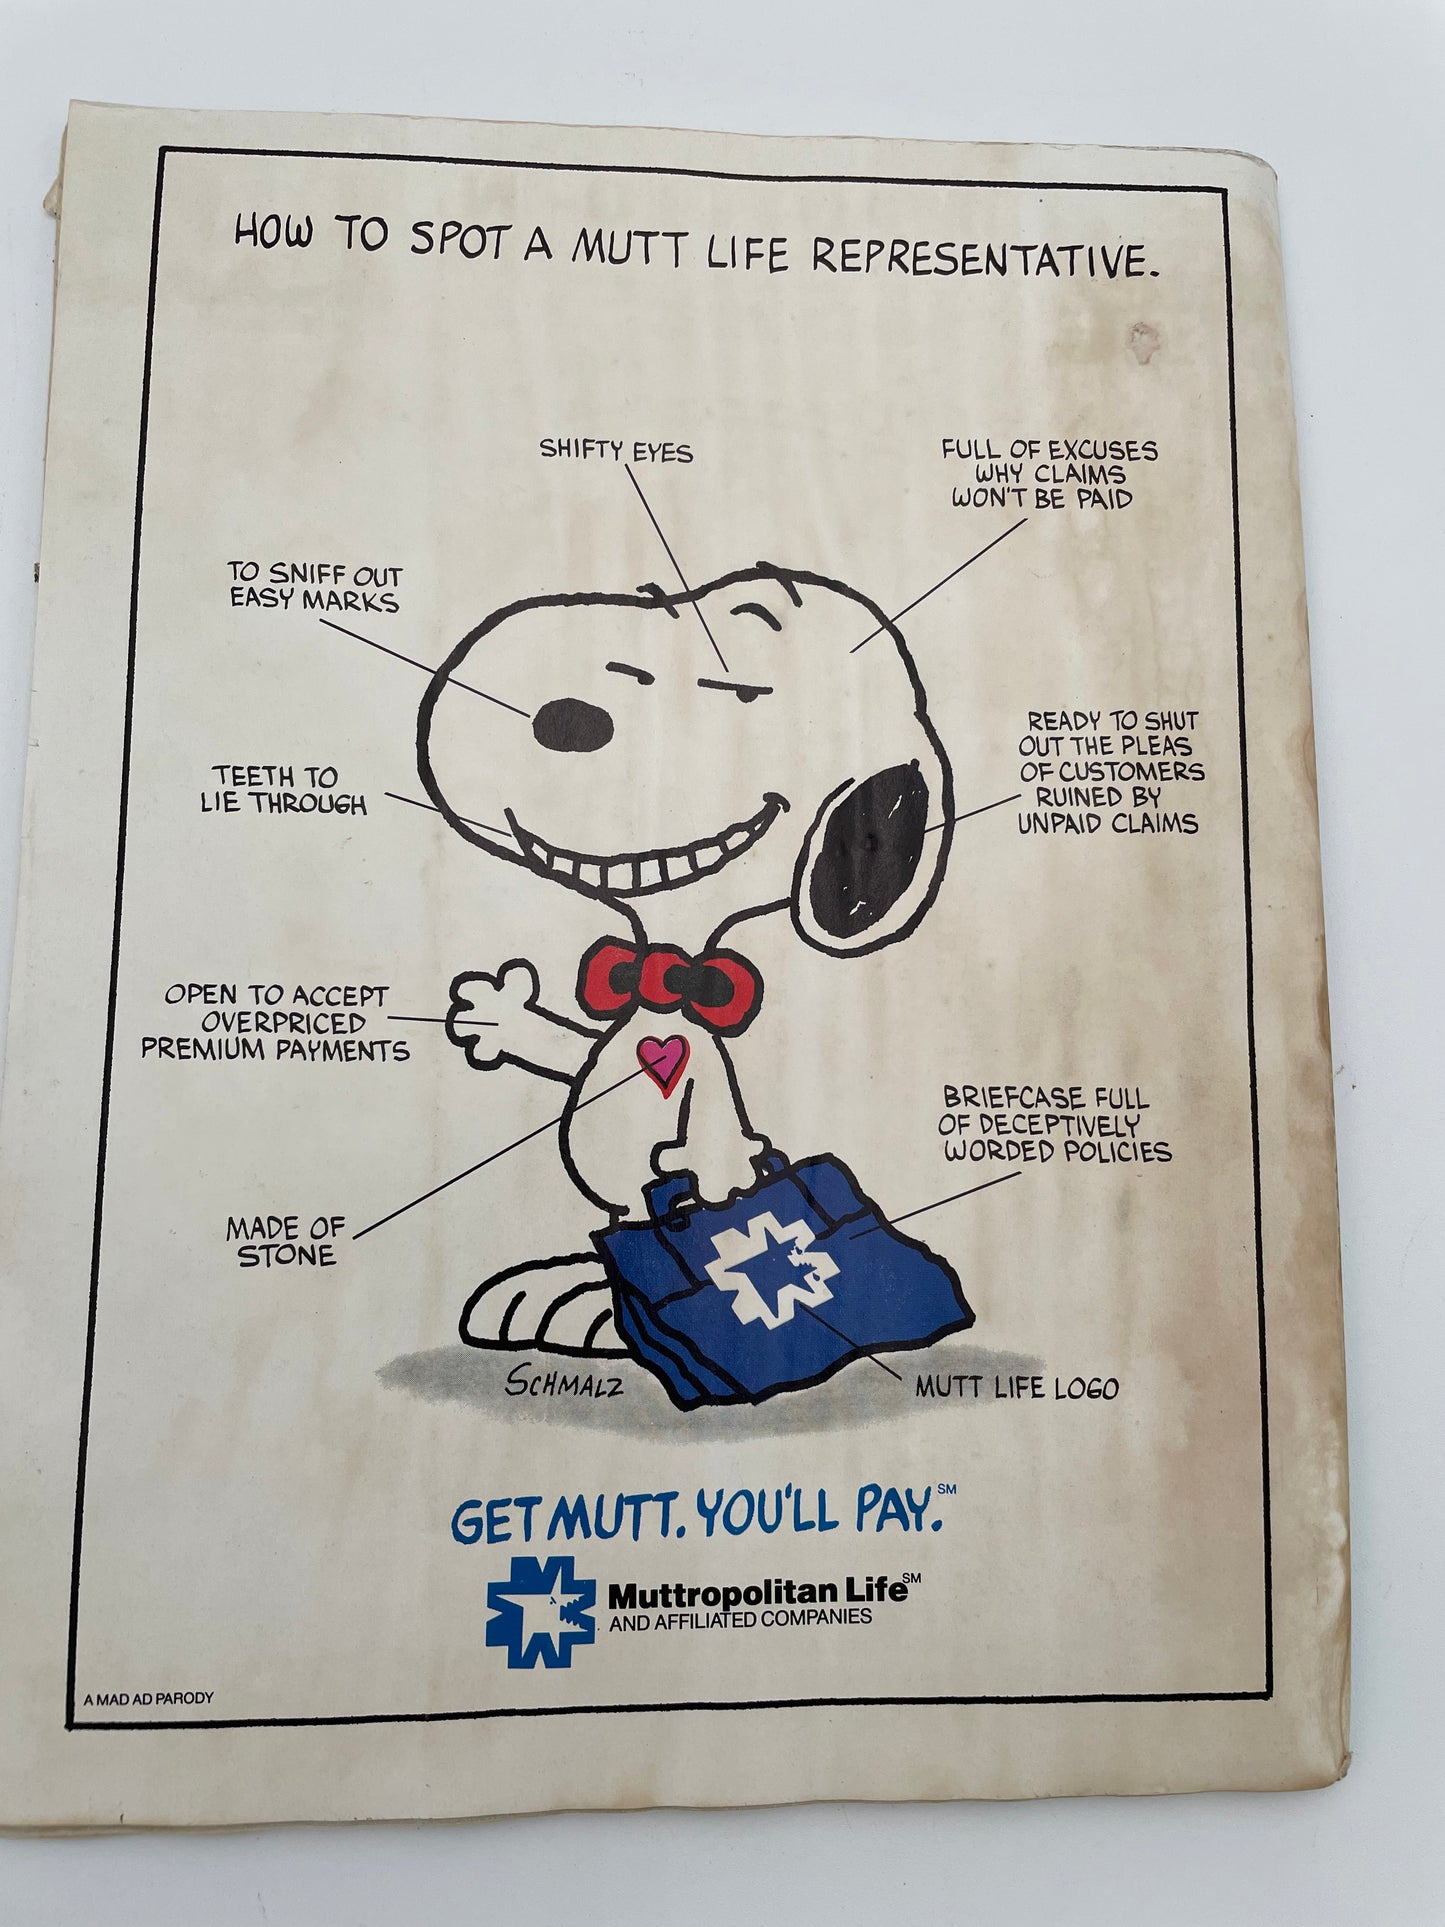 HOW TO SPOT A MUTT LIFE REPRESENTATIVE.
SHIFTY EYES
FULL OF EXCUSES
WHY CLAIMS
WON'T BE PAID
TO SNIFF OUT
EASY MARKS
READY TO SHUT
OUT THE PLEAS
OF CUSTOMERS
RUINED BY
UNPAID CLAIMS
TEETH TO
LIE THROUGH
OPEN TO ACCEPT
OVERPRICED
PREMIUM PAYMENTS
BRIEFCASE FULL
OF DECEPTIVELY
WORDED POLICIES
MADE OF
STONE
SCHMALZ
MUTT LIFE LOGO
GET MUTT. YOU'LL PAY.SM
Muttropolitan LifeSM
AND AFFILIATED COMPANIES
A MAD AD PARODY